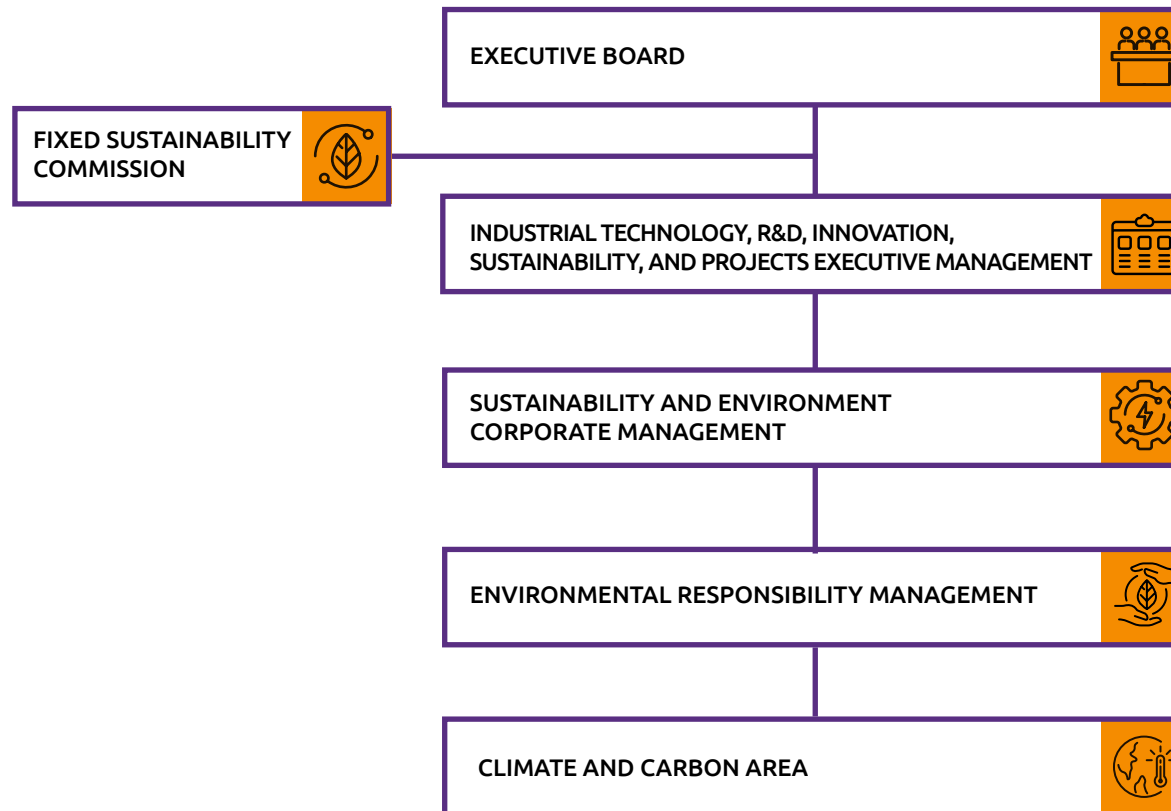 EXECUTIVE BOARD
FIXED SUSTAINABILITY
COMMISSION
INDUSTRIAL TECHNOLOGY, R&D, INNOVATION,
SUSTAINABILITY, AND PROJECTS EXECUTIVE MANAGEMENT
SUSTAINABILITY AND ENVIRONMENT
CORPORATE MANAGEMENT
ENVIRONMENTAL RESPONSIBILITY MANAGEMENT
CLIMATE AND CARBON AREA